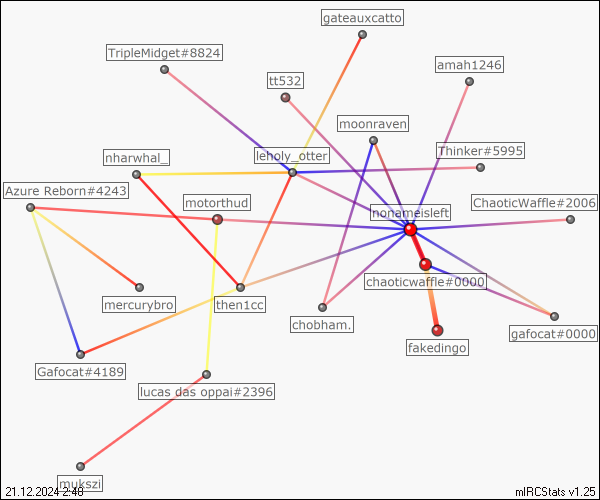 gateauxcatto
TripleMidget#8824
amah1246
tt532
moonraven
nharwhal_
leholy_otter
Thinker#5995
Azure Reborn#4243
motorthud
nonameisleft
ChaoticWaffle#2006
chaoticwaffle#0000
mercurybro
then1cc
chobham.
gafocat#0000
fakedingo
Gafocat#4189
lucas das oppai#2396
mukszi
21.12.2024 2:48
mIRCStats v1.25